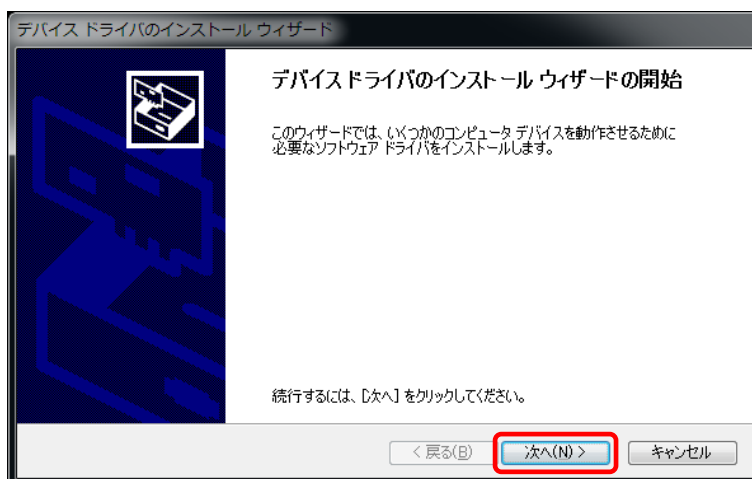 デバイス ドライバのインストール ウィザード
デバイス ドライバのインストール ウィザードの開始
このウィザードでは、いくつかのコンピュータ デバイスを動作させるために
必要なソフトウェア ドライバをインストールします。
続行するには、[次へ] をクリックしてください。
< 戻る(B)
次へ(N) >
キャンセル